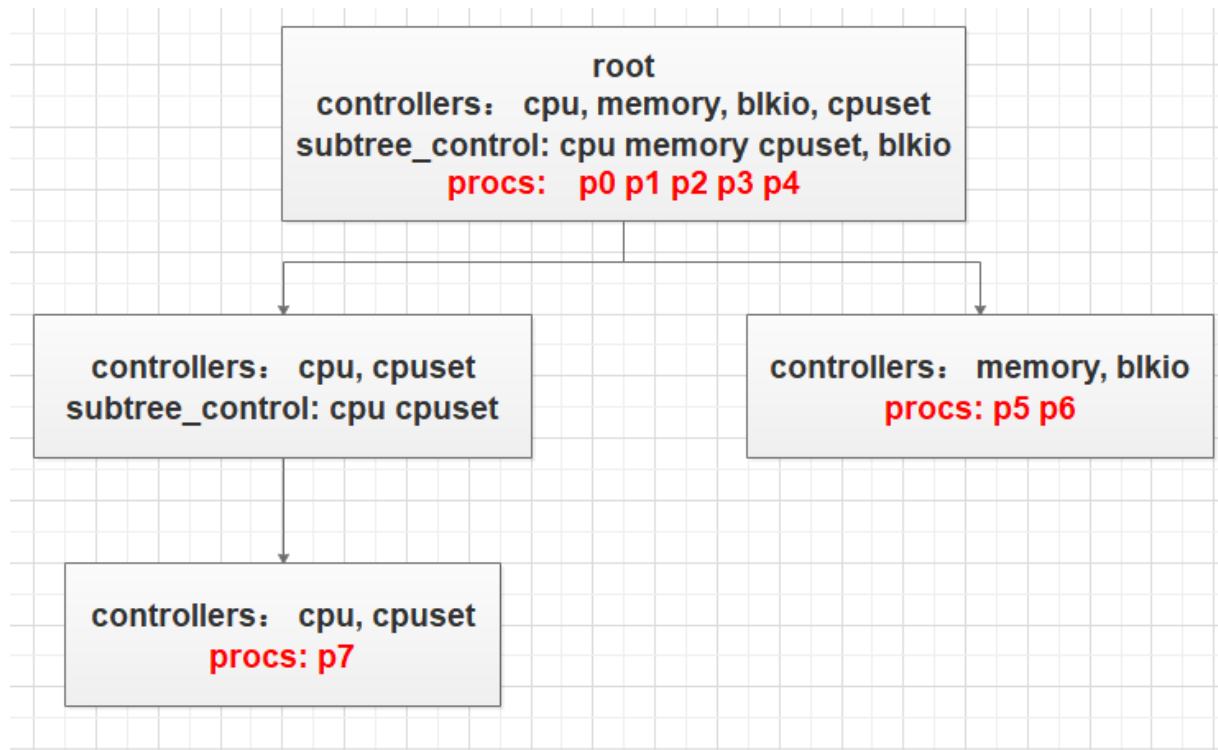 root
controllers： cpu, memory, blkio, cpuset
subtree_control: cpu memory cpuset, blkio
procs: p0 p1 p2 p3 p4
controllers： cpu, cpuset
subtree_control: cpu cpuset
controllers： memory, blkio
procs: p5 p6
controllers： cpu, cpuset
procs: p7